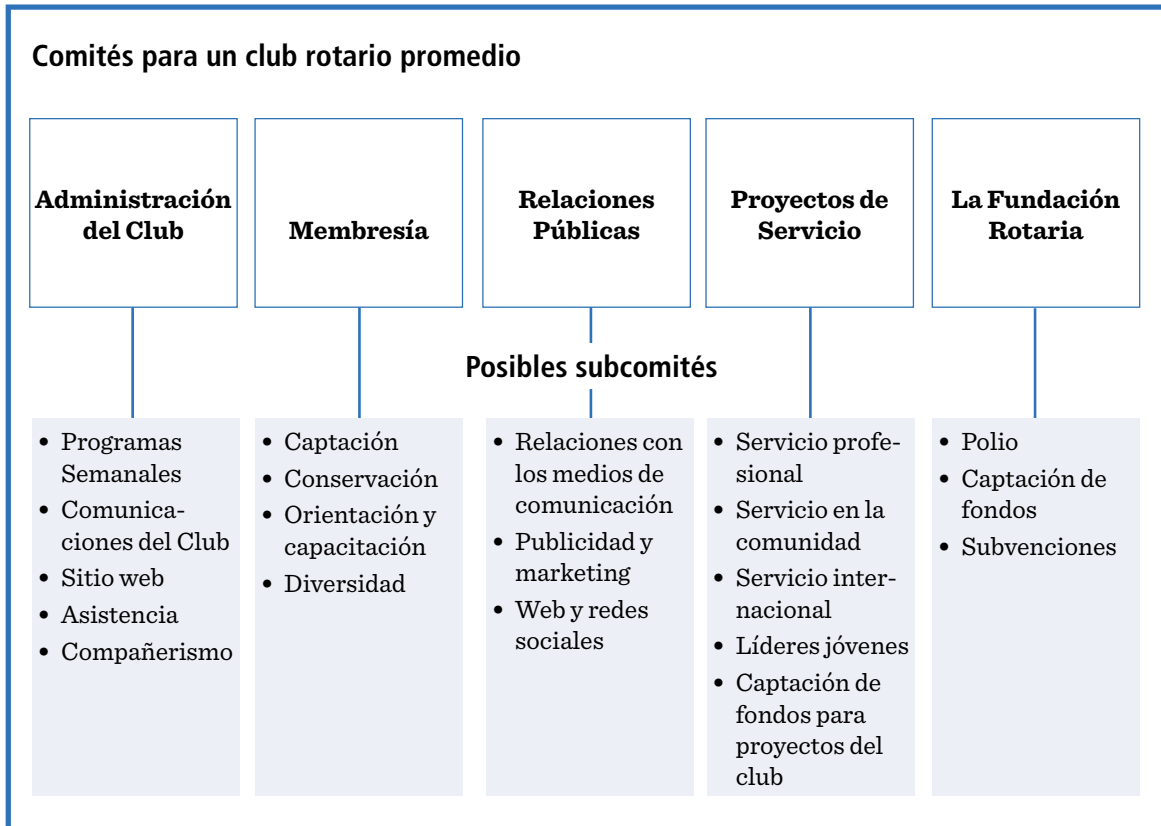 Comités para un club rotario promedio
Administración
del Club
Membresía
Relaciones
Públicas
Proyectos de
Servicio
La Fundación
Rotaria
Posibles subcomités
• Programas
Semanales
• Comunica-
ciones del Club
• Sitio web
• Asistencia
• Compañerismo
• Captación
• Conservación
• Orientación y
capacitación
• Diversidad
• Relaciones con
los medios de
comunicación
• Publicidad y
marketing
• Web y redes
sociales
• Servicio profe-
sional
• Servicio en la
comunidad
• Servicio inter-
nacional
• Líderes jóvenes
• Captación de
fondos para
proyectos del
club
• Polio
• Captación de
fondos
• Subvenciones